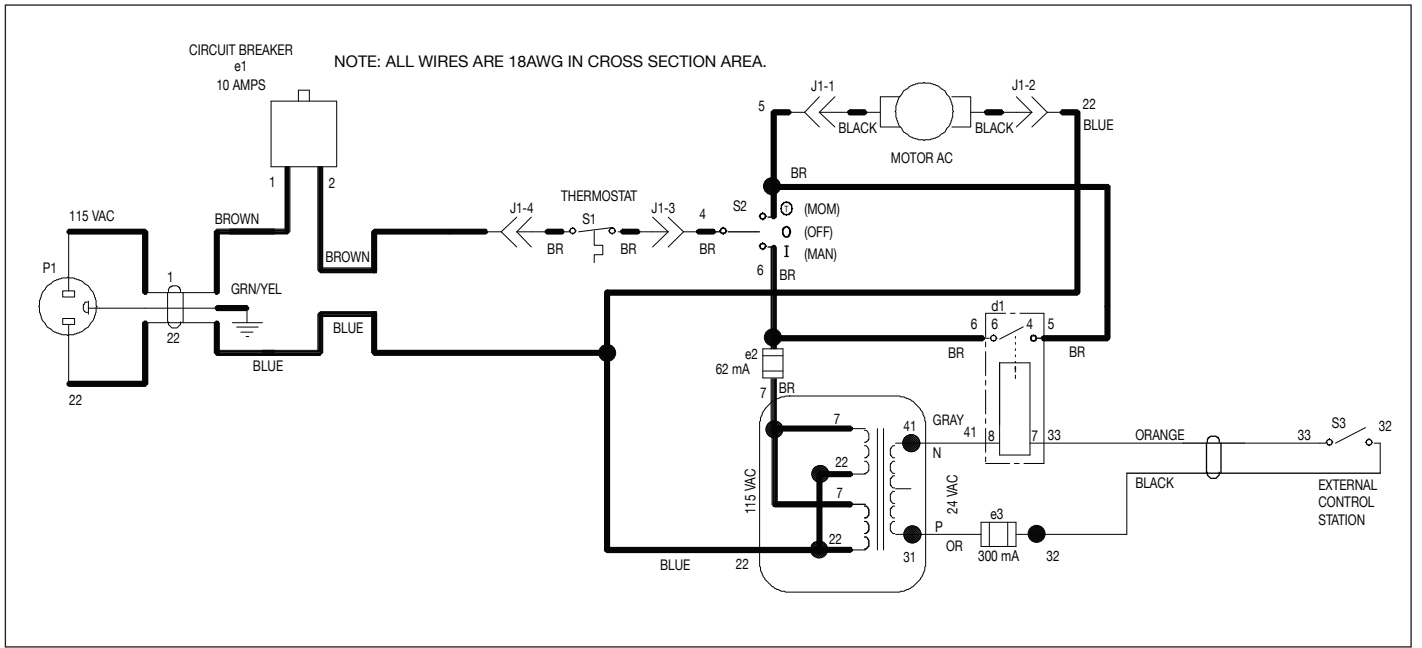 CIRCUIT BREAKER
e1
10 AMPS
NOTE: ALL WIRES ARE 18AWG IN CROSS SECTION AREA.
J1-1
J1-2
5
22
BLACK
BLACK
BLUE
MOTOR AC
BR
1
2
THERMOSTAT
J1-4
S1
J1-3
4
S2
T (MOM)
0 (OFF)
I (MAN)
BR
BR
BR
6
BR
115 VAC
BROWN
BROWN
P1
1
GRN/YEL
22
BLUE
BLUE
22
d1
6
6
4
5
BR
BR
e2
62 mA
7
BR
7
22
7
22
115 VAC
24 VAC
41
N
GRAY
41
8
7
33
ORANGE
33
S3
32
BLACK
EXTERNAL
CONTROL
STATION
P
OR
31
e3
300 mA
32
BLUE
22